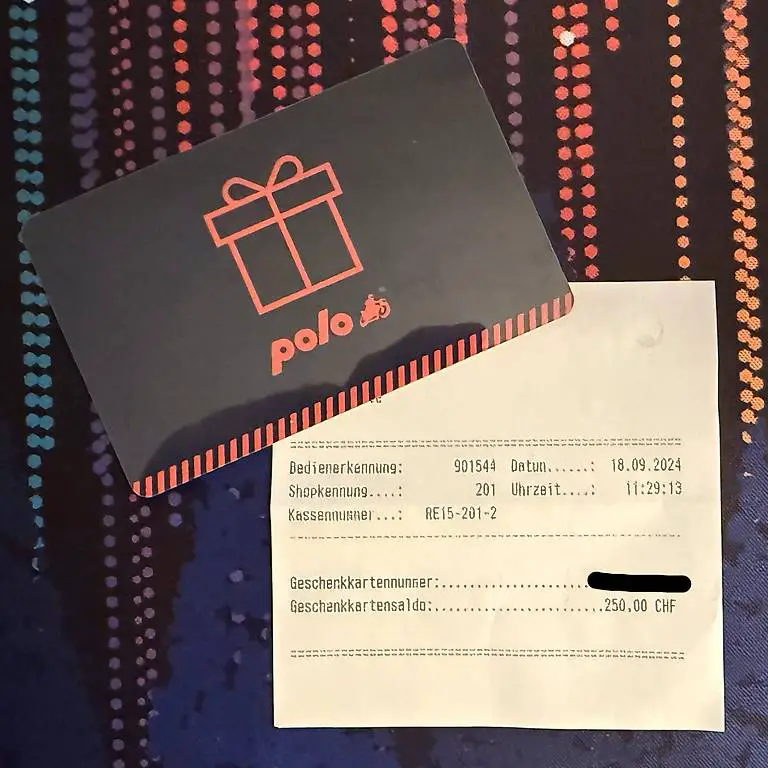 polo
Bedienerkennung: 901544 Datum......: 18.09.2024
Shopkennung....: 201 Uhrzeit....: 11:29:13
Kassennummer...: RE15-201-2
Geschenkkartennummer:....................
Geschenkkartensaldo:.......................250,00 CHF